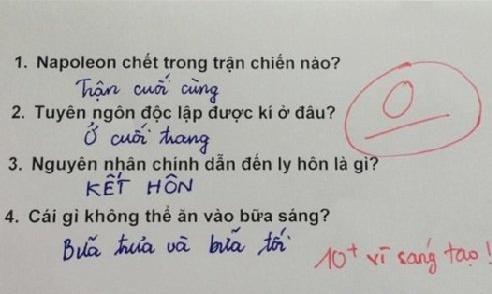 1. Napoleon chết trong trận chiến nào?
Trận cuối cùng
2. Tuyên ngôn độc lập được kí ở đâu?
Ở cuối trang
3. Nguyên nhân chính dẫn đến ly hôn là gì?
KẾT HÔN
4. Cái gì không thể ăn vào bữa sáng?
Bữa trưa và bữa tối
0
10+ vì sáng tạo!